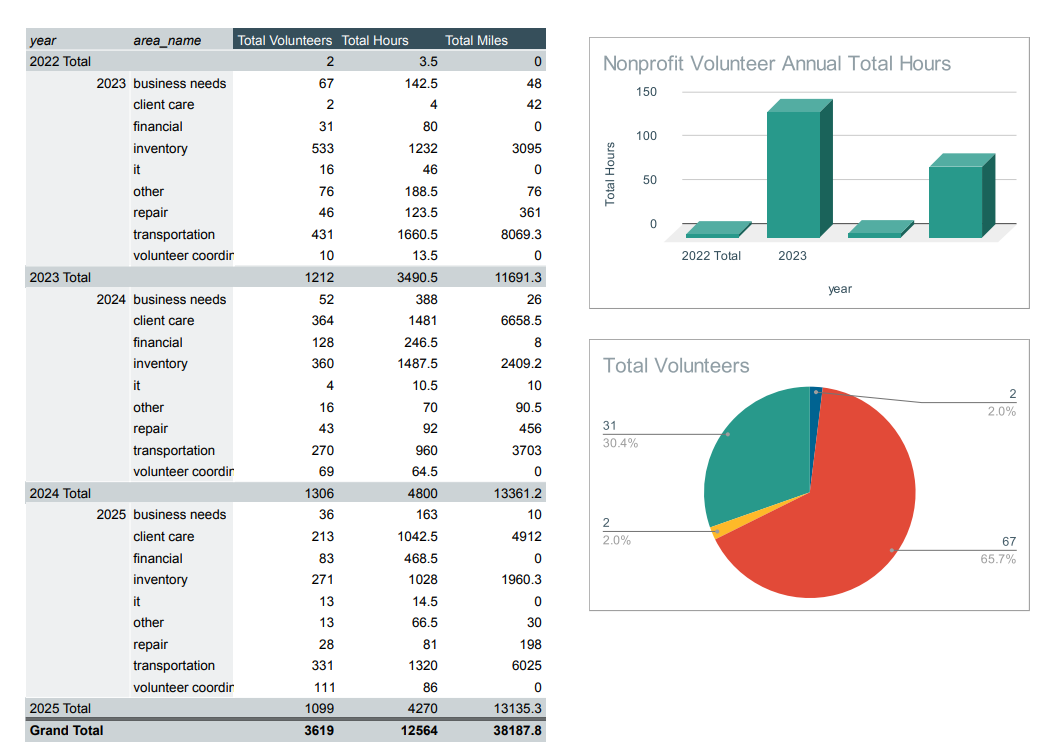 year area_name Total Volunteers Total Hours Total Miles
2022 Total 2 3.5 0
2023 business needs 67 142.5 48
client care 2 4 42
financial 31 80 0
inventory 533 1232 3095
it 16 46 0
other 76 188.5 76
repair 46 123.5 361
transportation 431 1660.5 8069.3
volunteer coordir 10 13.5 0
2023 Total 1212 3490.5 11691.3
2024 business needs 52 388 26
client care 364 1481 6658.5
financial 128 246.5 8
inventory 360 1487.5 2409.2
it 4 10.5 10
other 16 70 90.5
repair 43 92 456
transportation 270 960 3703
volunteer coordir 69 64.5 0
2024 Total 1306 4800 13361.2
2025 business needs 36 163 10
client care 213 1042.5 4912
financial 83 468.5 0
inventory 271 1028 1960.3
it 13 14.5 0
other 13 66.5 30
repair 28 81 198
transportation 331 1320 6025
volunteer coordir 111 86 0
2025 Total 1099 4270 13135.3
Grand Total 3619 12564 38187.8
Nonprofit Volunteer Annual Total Hours
150
100
50
0
Total Hours
2022 Total 2023
year
Total Volunteers
2
2.0%
31
30.4%
2
2.0%
67
65.7%